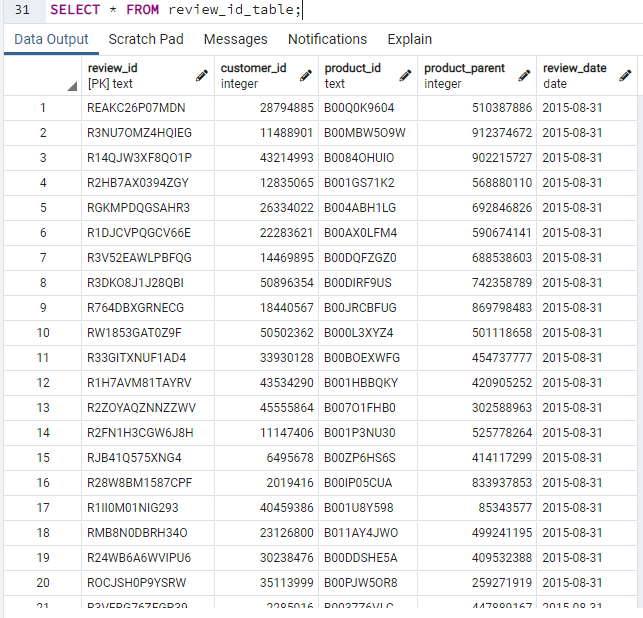 31 SELECT * FROM review_id_table;
Data Output Scratch Pad Messages Notifications Explain
review_id customer_id product_id product_parent review_date
[PK] text integer text integer date
1 REAKC26P07MDN 28794885 B00Q0K9604 510387886 2015-08-31
2 R3NU7OMZ4HQIEG 11488901 B00MBW5O9W 912374672 2015-08-31
3 R14QJW3XF8QO1P 43214993 B0084OHUIO 902215727 2015-08-31
4 R2HB7AX0394ZGY 12835065 B001GS71K2 568880110 2015-08-31
5 RGKMPDQGSAHR3 26334022 B004ABH1LG 692846826 2015-08-31
6 R1DJCVPQGCV66E 22283621 B00AX0LFM4 590674141 2015-08-31
7 R3V52EAWLPBFQG 14469895 B00DQFZGZ0 688538603 2015-08-31
8 R3DKO8J1J28QBI 50896354 B00DIRF9US 742358789 2015-08-31
9 R764DBXGRNECG 18440567 B00JRCBFUG 869798483 2015-08-31
10 RW1853GAT0Z9F 50502362 B000L3XYZ4 501118658 2015-08-31
11 R33GITXNUF1AD4 33930128 B00BOEXWFG 454737777 2015-08-31
12 R1H7AVM81TAYRV 43534290 B001HBBQKY 420905252 2015-08-31
13 R2ZOYAQZNNZZWV 45555864 B007O1FHB0 302588963 2015-08-31
14 R2FN1H3CGW6J8H 11147406 B001P3NU30 525778264 2015-08-31
15 RJB41Q575XNG4 6495678 B00ZP6HS6S 414117299 2015-08-31
16 R28W8BM1587CPF 2019416 B00IP05CUA 833937853 2015-08-31
17 R1II0M01NIG293 40459386 B001U8Y598 85343577 2015-08-31
18 RMB8N0DBRH34O 23126800 B011AY4JWO 499241195 2015-08-31
19 R24WB6A6WVIPU6 30238476 B00DDSHE5A 409532388 2015-08-31
20 ROCJSH0P9YSRW 35113999 B00PJW5OR8 259271919 2015-08-31